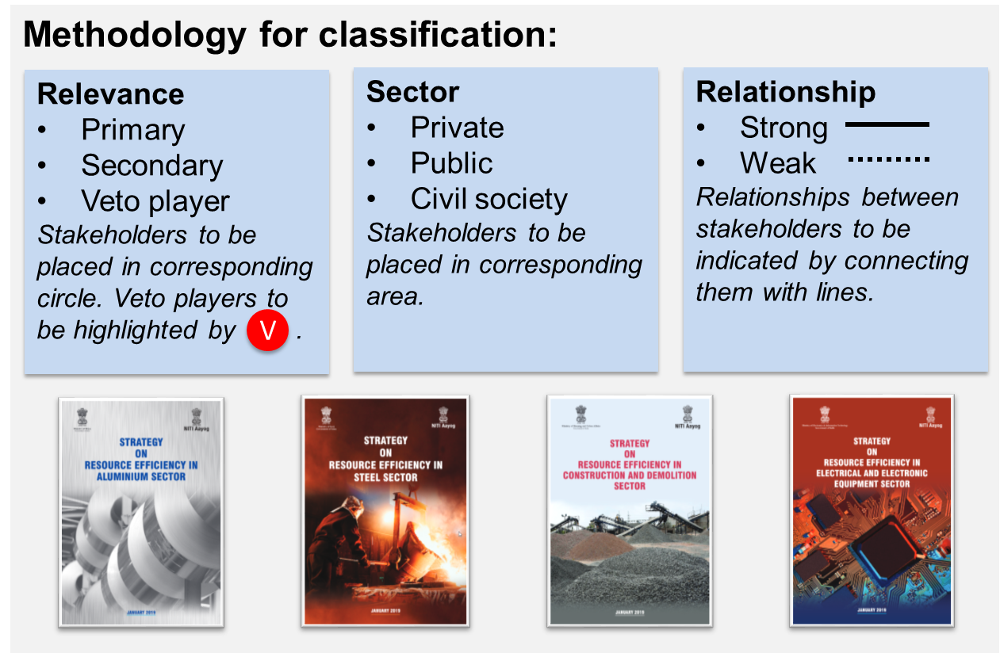 Methodology for classification:
Relevance
• Primary
• Secondary
• Veto player
Stakeholders to be
placed in corresponding
circle. Veto players to
be highlighted by V .
Sector
• Private
• Public
• Civil society
Stakeholders to be
placed in corresponding
area.
Relationship
• Strong
• Weak
Relationships between
stakeholders to be
indicated by connecting
them with lines.
NITI Aayog
STRATEGY
ON
RESOURCE EFFICIENCY IN
ALUMINIUM SECTOR
JANUARY 2019
NITI Aayog
STRATEGY
ON
RESOURCE EFFICIENCY IN
STEEL SECTOR
JANUARY 2019
NITI Aayog
STRATEGY
ON
RESOURCE EFFICIENCY IN
CONSTRUCTION AND DEMOLITION
SECTOR
JANUARY 2019
NITI Aayog
STRATEGY
ON
RESOURCE EFFICIENCY IN
ELECTRICAL AND ELECTRONIC
EQUIPMENT SECTOR
JANUARY 2019